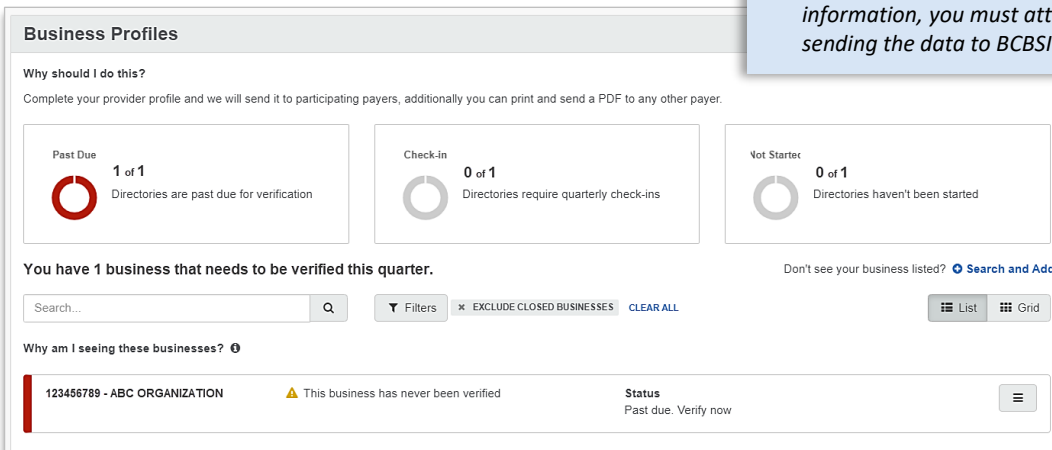 information, you must
sending the data to
Business Profiles
Why should I do this?
Complete your provider profile and we will send it to participating payers, additionally you can print and send a PDF to any other payer.
Past Due
1 of 1
Directories are past due for verification
Check-in
0 of 1
Directories require quarterly check-ins
Not Started
0 of 1
Directories haven't been started
You have 1 business that needs to be verified this quarter.
Don't see your business listed? Search and Add
Search...
Filters
× EXCLUDE CLOSED BUSINESSES
CLEAR ALL
List
Grid
Why am I seeing these businesses?
123456789 - ABC ORGANIZATION
This business has never been verified
Status
Past due. Verify now